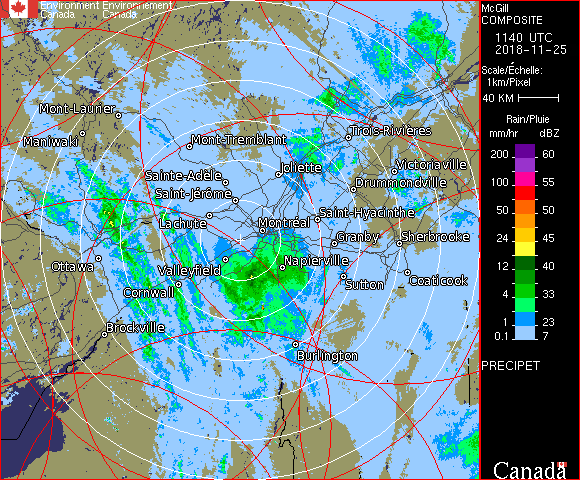 Environment Environnement
Canada Canada
McGill
COMPOSITE
1140 UTC
2018-11-25
Scale/Échelle:
1km/Pixel
40 KM
Rain/Pluie
mm/hr dBZ
200 60
100 55
50 50
24 45
12 40
4 33
1 23
0.1 7
PRECIPET
Canada
Mont-Laurier
Maniwaki
Mont-Tremblant
Trois-Rivières
Joliette
Victoriaville
Sainte-Adèle
Drummondville
Saint-Jérôme
Lachute
Saint-Hyacinthe
Montréal
Granby
Sherbrooke
Ottawa
Valleyfield
Napierville
Cornwall
Sutton
Coaticook
Brockville
Burlington